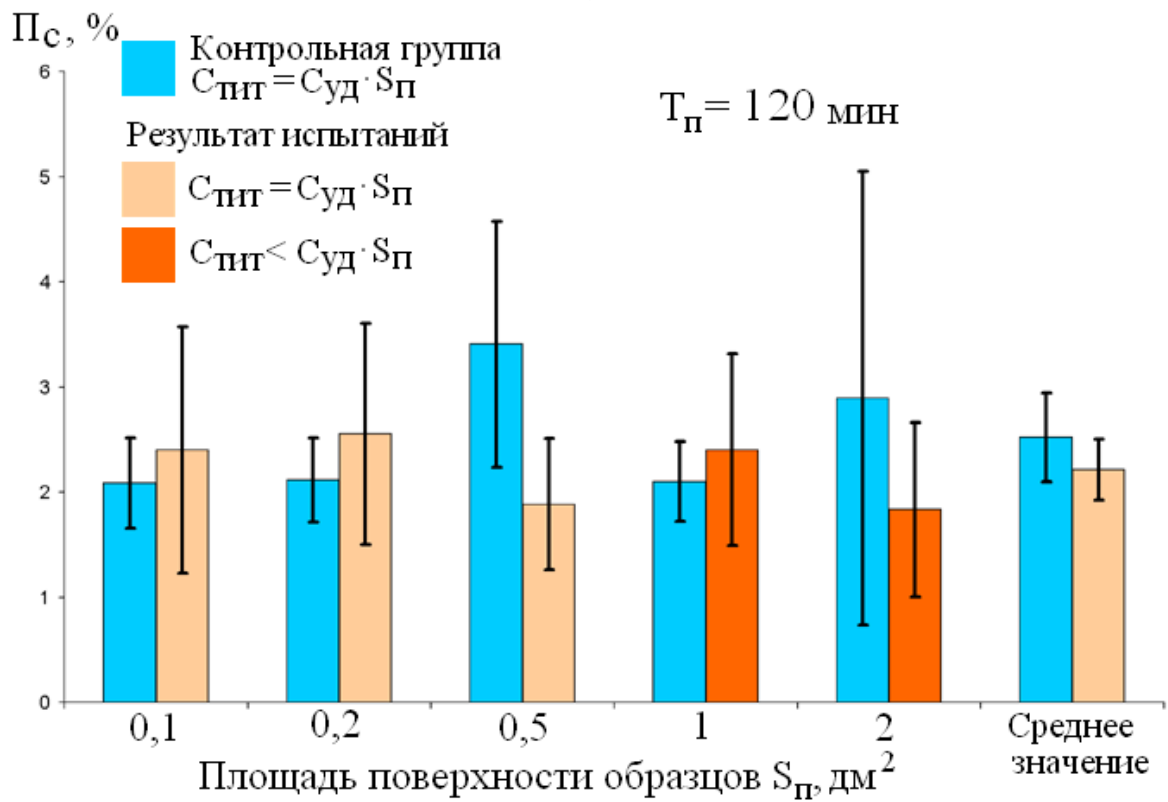 Пс, %
Контрольная группа
Стит = Суд · Sп
Результат испытаний
Стит = Суд · Sп
Стит < Суд · Sп
Тп = 120 мин
6
5
4
3
2
1
0
0,1 0,2 0,5 1 2 Среднее
значение
Площадь поверхности образцов Sп, дм²